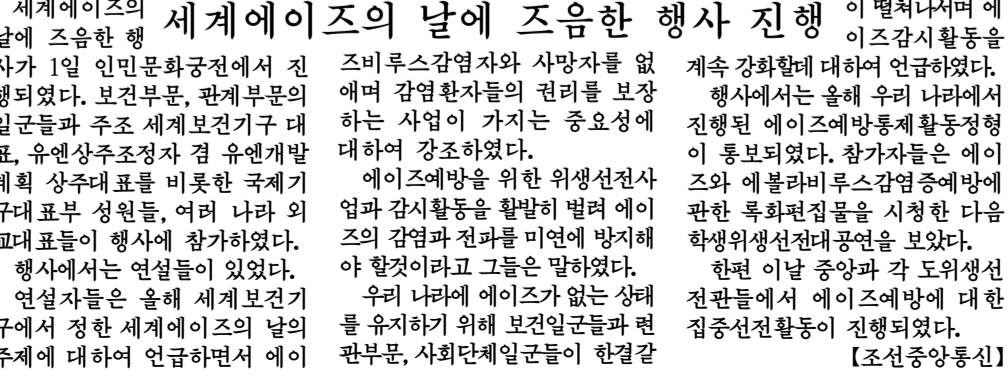 세계에이즈의 날에 즈음한 행사 진행
세계에이즈의
날에 즈음한 행
사가 1일 인민문화궁전에서 진
행되였다. 보건부문, 관계부문의
일군들과 주조 세계보건기구 대
표, 유엔상주조정자 겸 유엔개발
계획 상주대표를 비롯한 국제기
구대표부 성원들, 여러 나라 외
교대표들이 행사에 참가하였다.
행사에서는 연설들이 있었다.
연설자들은 올해 세계보건기
구에서 정한 세계에이즈의 날의
주제에 대하여 언급하면서 에이
즈비루스감염자와 사망자를 없
애며 감염환자들의 권리를 보장
하는 사업이 가지는 중요성에
대하여 강조하였다.
에이즈예방을 위한 위생선전사
업과 감시활동을 활발히 벌려 에이
즈의 감염과 전파를 미연에 방지해
야 할것이라고 그들은 말하였다.
우리 나라에 에이즈가 없는 상태
를 유지하기 위해 보건일군들과 련
관부문, 사회단체일군들이 한결같
이 떨쳐나서며 에
이즈감시활동을
계속 강화할데 대하여 언급하였다.
행사에서는 올해 우리 나라에서
진행된 에이즈예방통제활동정형
이 통보되였다. 참가자들은 에이
즈와 에볼라비루스감염증예방에
관한 록화편집물을 시청한 다음
학생위생선전대공연을 보았다.
한편 이날 중앙과 각 도위생선
전판들에서 에이즈예방에 대한
집중선전활동이 진행되였다.
【조선중앙통신】